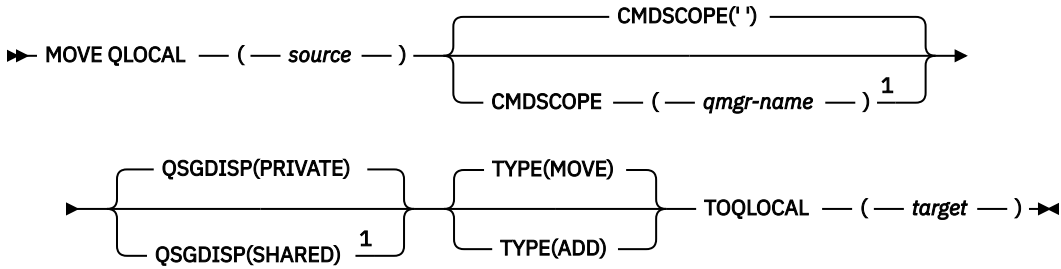 CMDSCOPE(' ')
MOVE QLOCAL ( source )
CMDSCOPE ( qmgr-name ) 1
QSGDISP(PRIVATE) TYPE(MOVE)
TOQLOCAL ( target )
QSGDISP(SHARED) 1 TYPE(ADD)